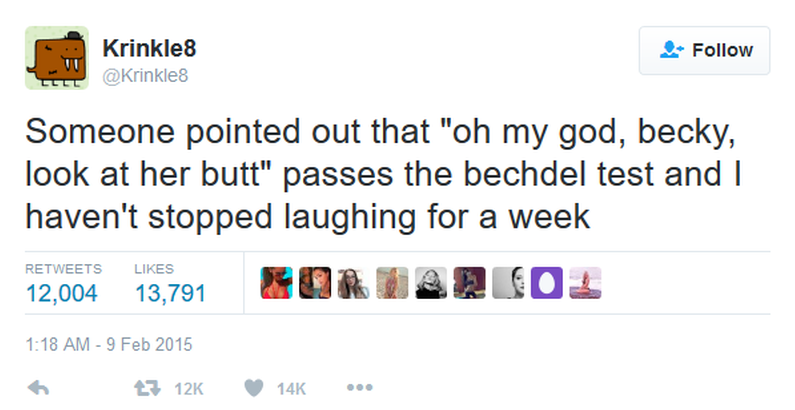 Krinkle8
@Krinkle8
Follow
Someone pointed out that "oh my god, becky,
look at her butt" passes the bechdel test and I
haven't stopped laughing for a week
RETWEETS LIKES
12,004 13,791
1:18 AM - 9 Feb 2015
12K 14K